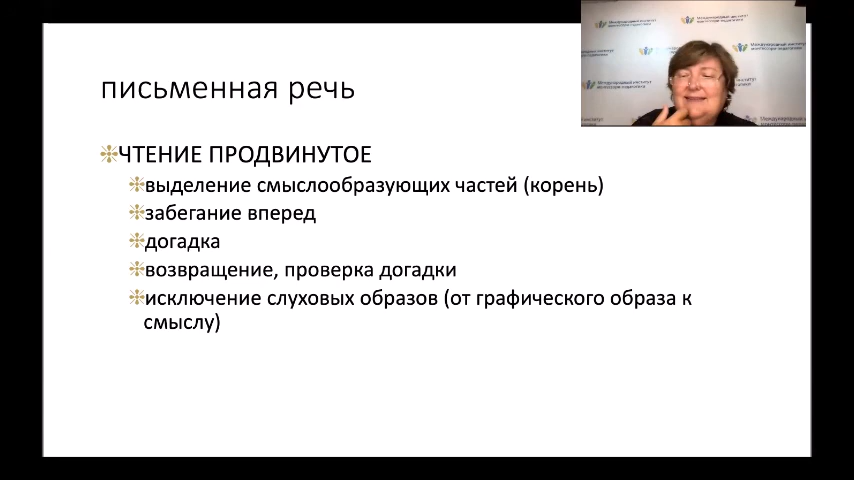 письменная речь
ЧТЕНИЕ ПРОДВИНУТОЕ
выделение смыслообразующих частей (корень)
забегание вперед
догадка
возвращение, проверка догадки
исключение слуховых образов (от графического образа к
смыслу)